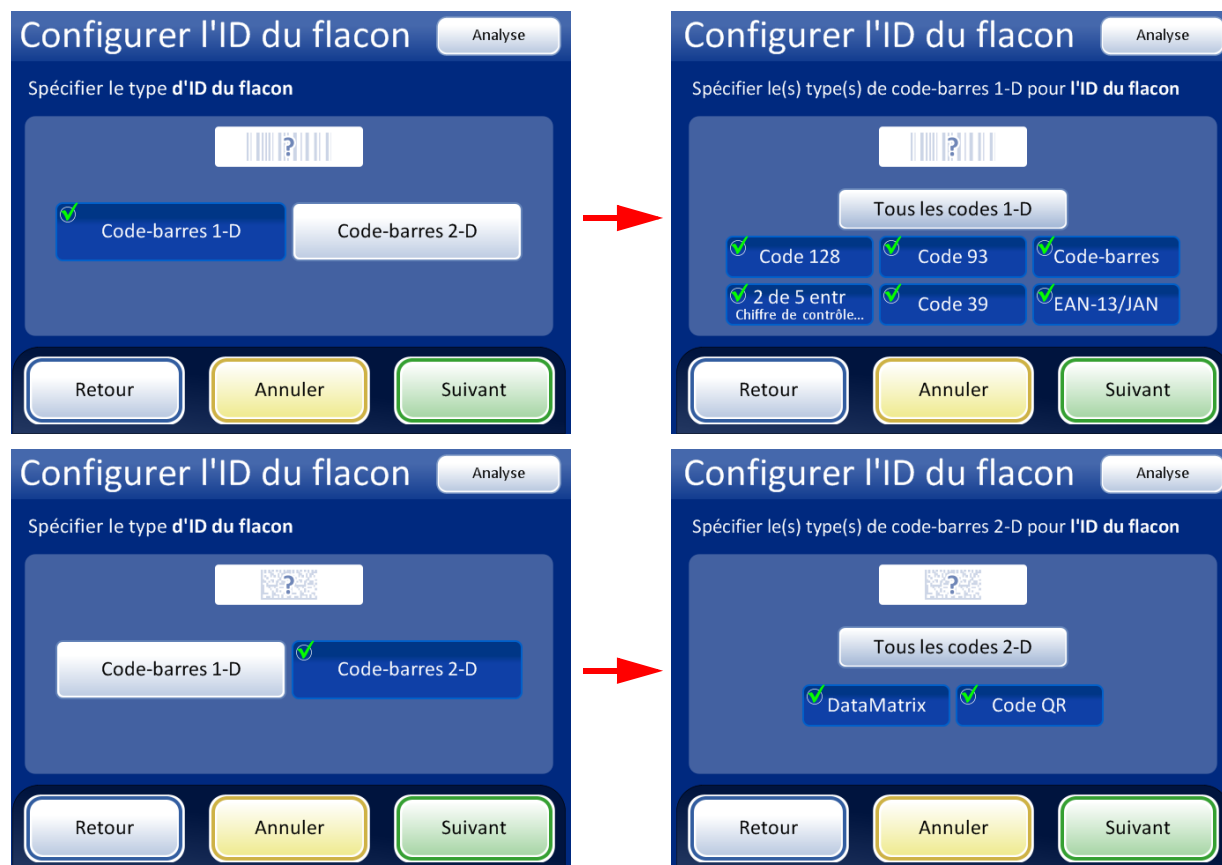 Configurer l'ID du flacon
Analyse
Spécifier le type d'ID du flacon
?
Code-barres 1-D
Code-barres 2-D
Retour
Annuler
Suivant
Configurer l'ID du flacon
Analyse
Spécifier le(s) type(s) de code-barres 1-D pour l'ID du flacon
?
Tous les codes 1-D
Code 128
Code 93
Code-barres
2 de 5 entr
Chiffre de contrôle...
Code 39
EAN-13/JAN
Retour
Annuler
Suivant
Configurer l'ID du flacon
Analyse
Spécifier le type d'ID du flacon
?
Code-barres 1-D
Code-barres 2-D
Retour
Annuler
Suivant
Configurer l'ID du flacon
Analyse
Spécifier le(s) type(s) de code-barres 2-D pour l'ID du flacon
?
Tous les codes 2-D
DataMatrix
Code QR
Retour
Annuler
Suivant